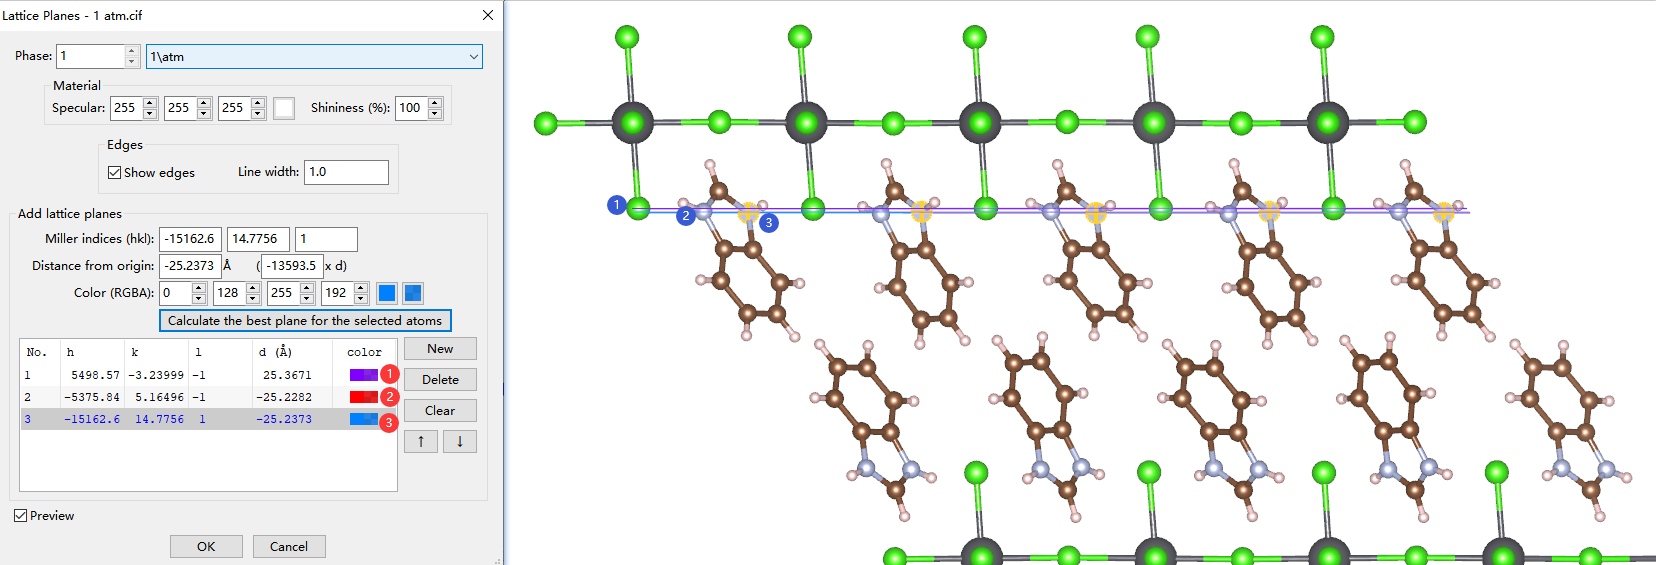 Lattice Planes - 1 atm.cif
Phase: 1 1\atm
Material
Specular: 255 255 255 Shininess (%): 100
Edges
Show edges Line width: 1.0
Add lattice planes
Miller indices (hkl): -15162.6 14.7756 1
Distance from origin: -25.2373 Å ( -13593.5 x d)
Color (RGBA): 0 128 255 192
Calculate the best plane for the selected atoms
No. h k l d (Å) color
1 5498.57 -3.23999 -1 25.3671 1
2 -5375.84 5.16496 -1 -25.2282 2
3 -15162.6 14.7756 1 -25.2373 3
New
Delete
Clear
↑ ↓
Preview
OK Cancel
1
2
3